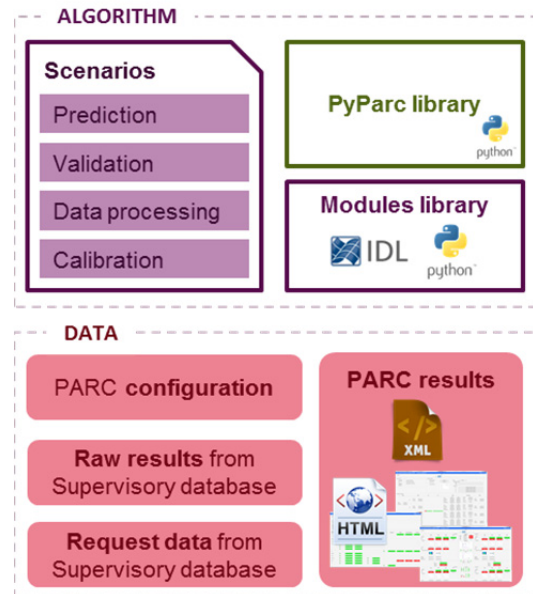 ALGORITHM
Scenarios
Prediction
Validation
Data processing
Calibration
PyParc library
python
Modules library
IDL
python
DATA
PARC configuration
Raw results from
Supervisory database
Request data from
Supervisory database
PARC results
</>
XML
HTML